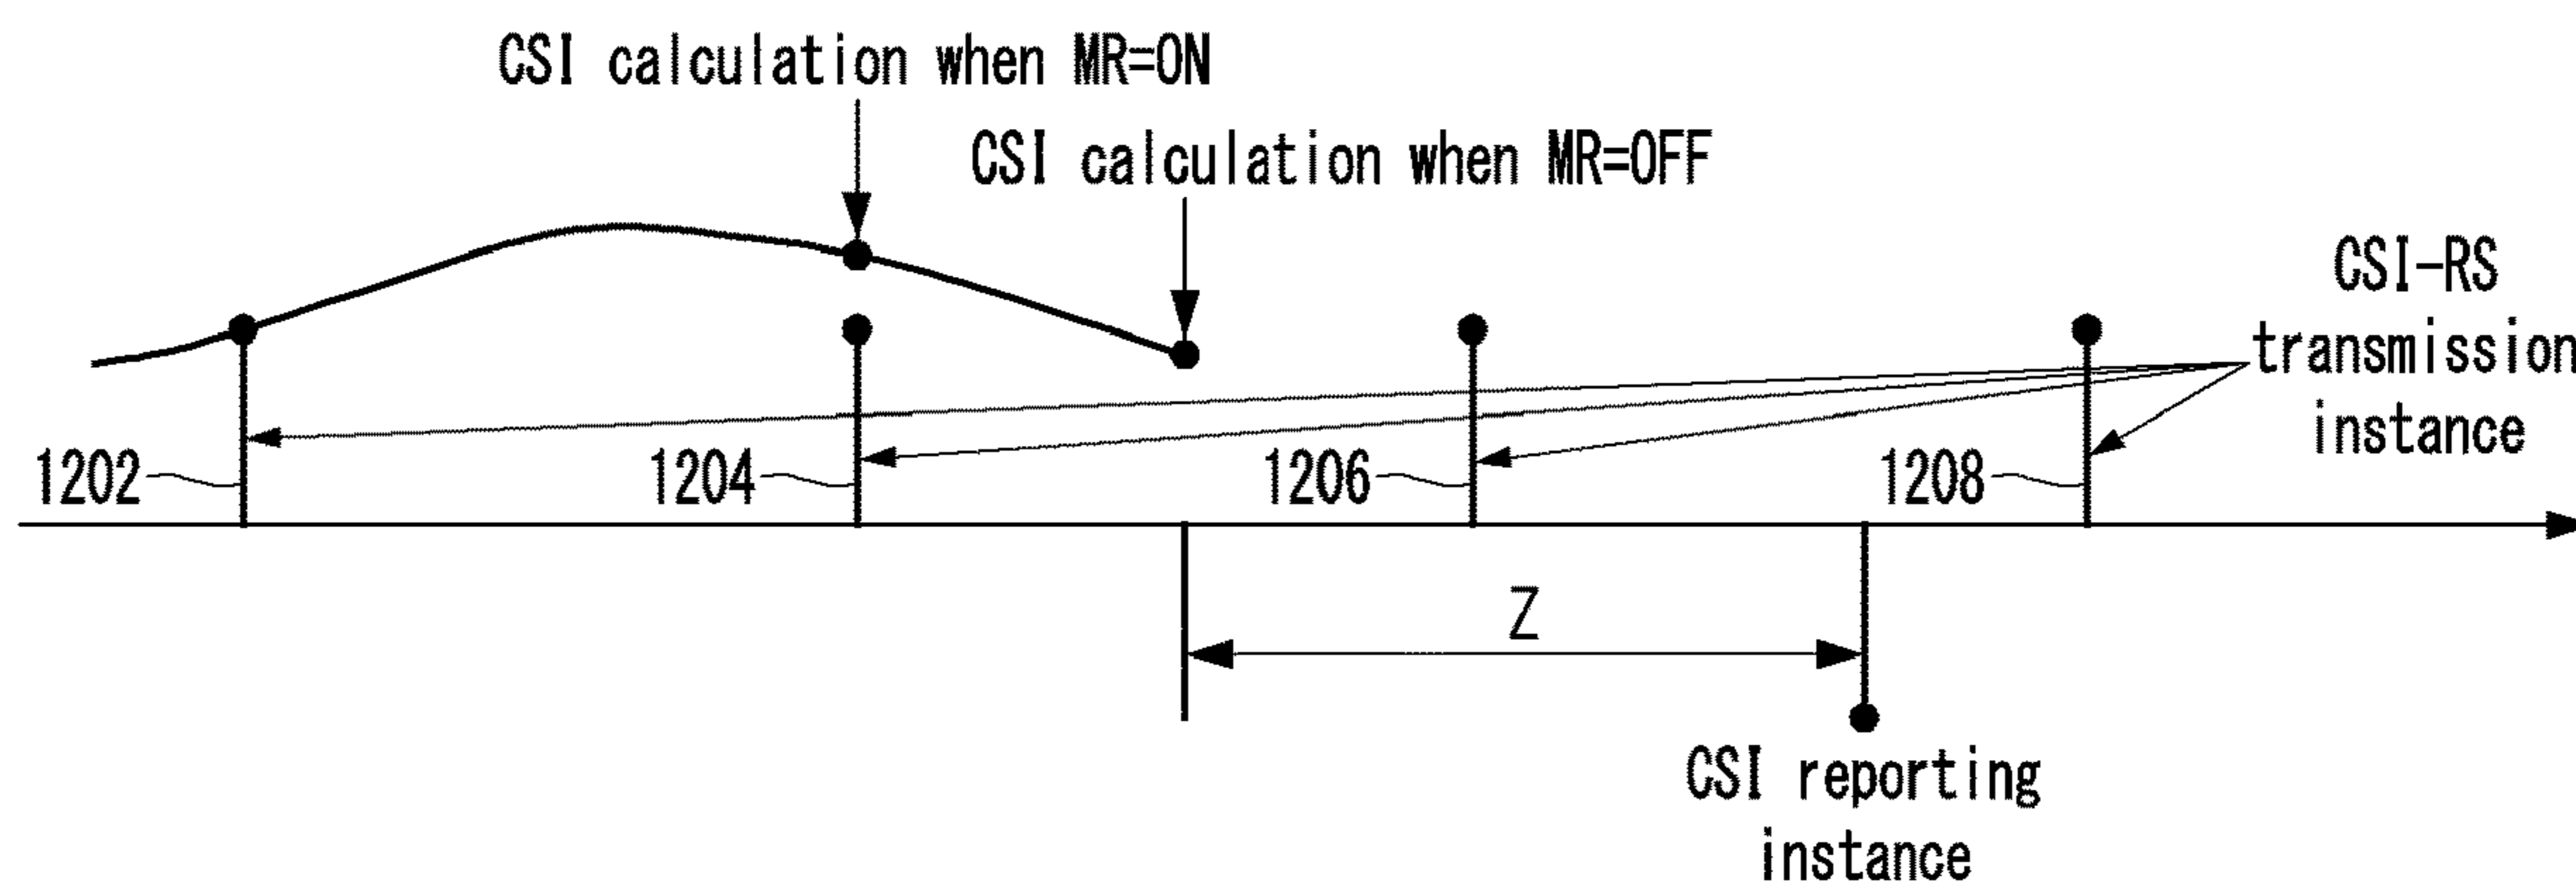 CSI calculation when MR=ON
CSI calculation when MR=OFF
CSI-RS
transmission
instance
1202
1204
1206
1208
Z
CSI reporting
instance